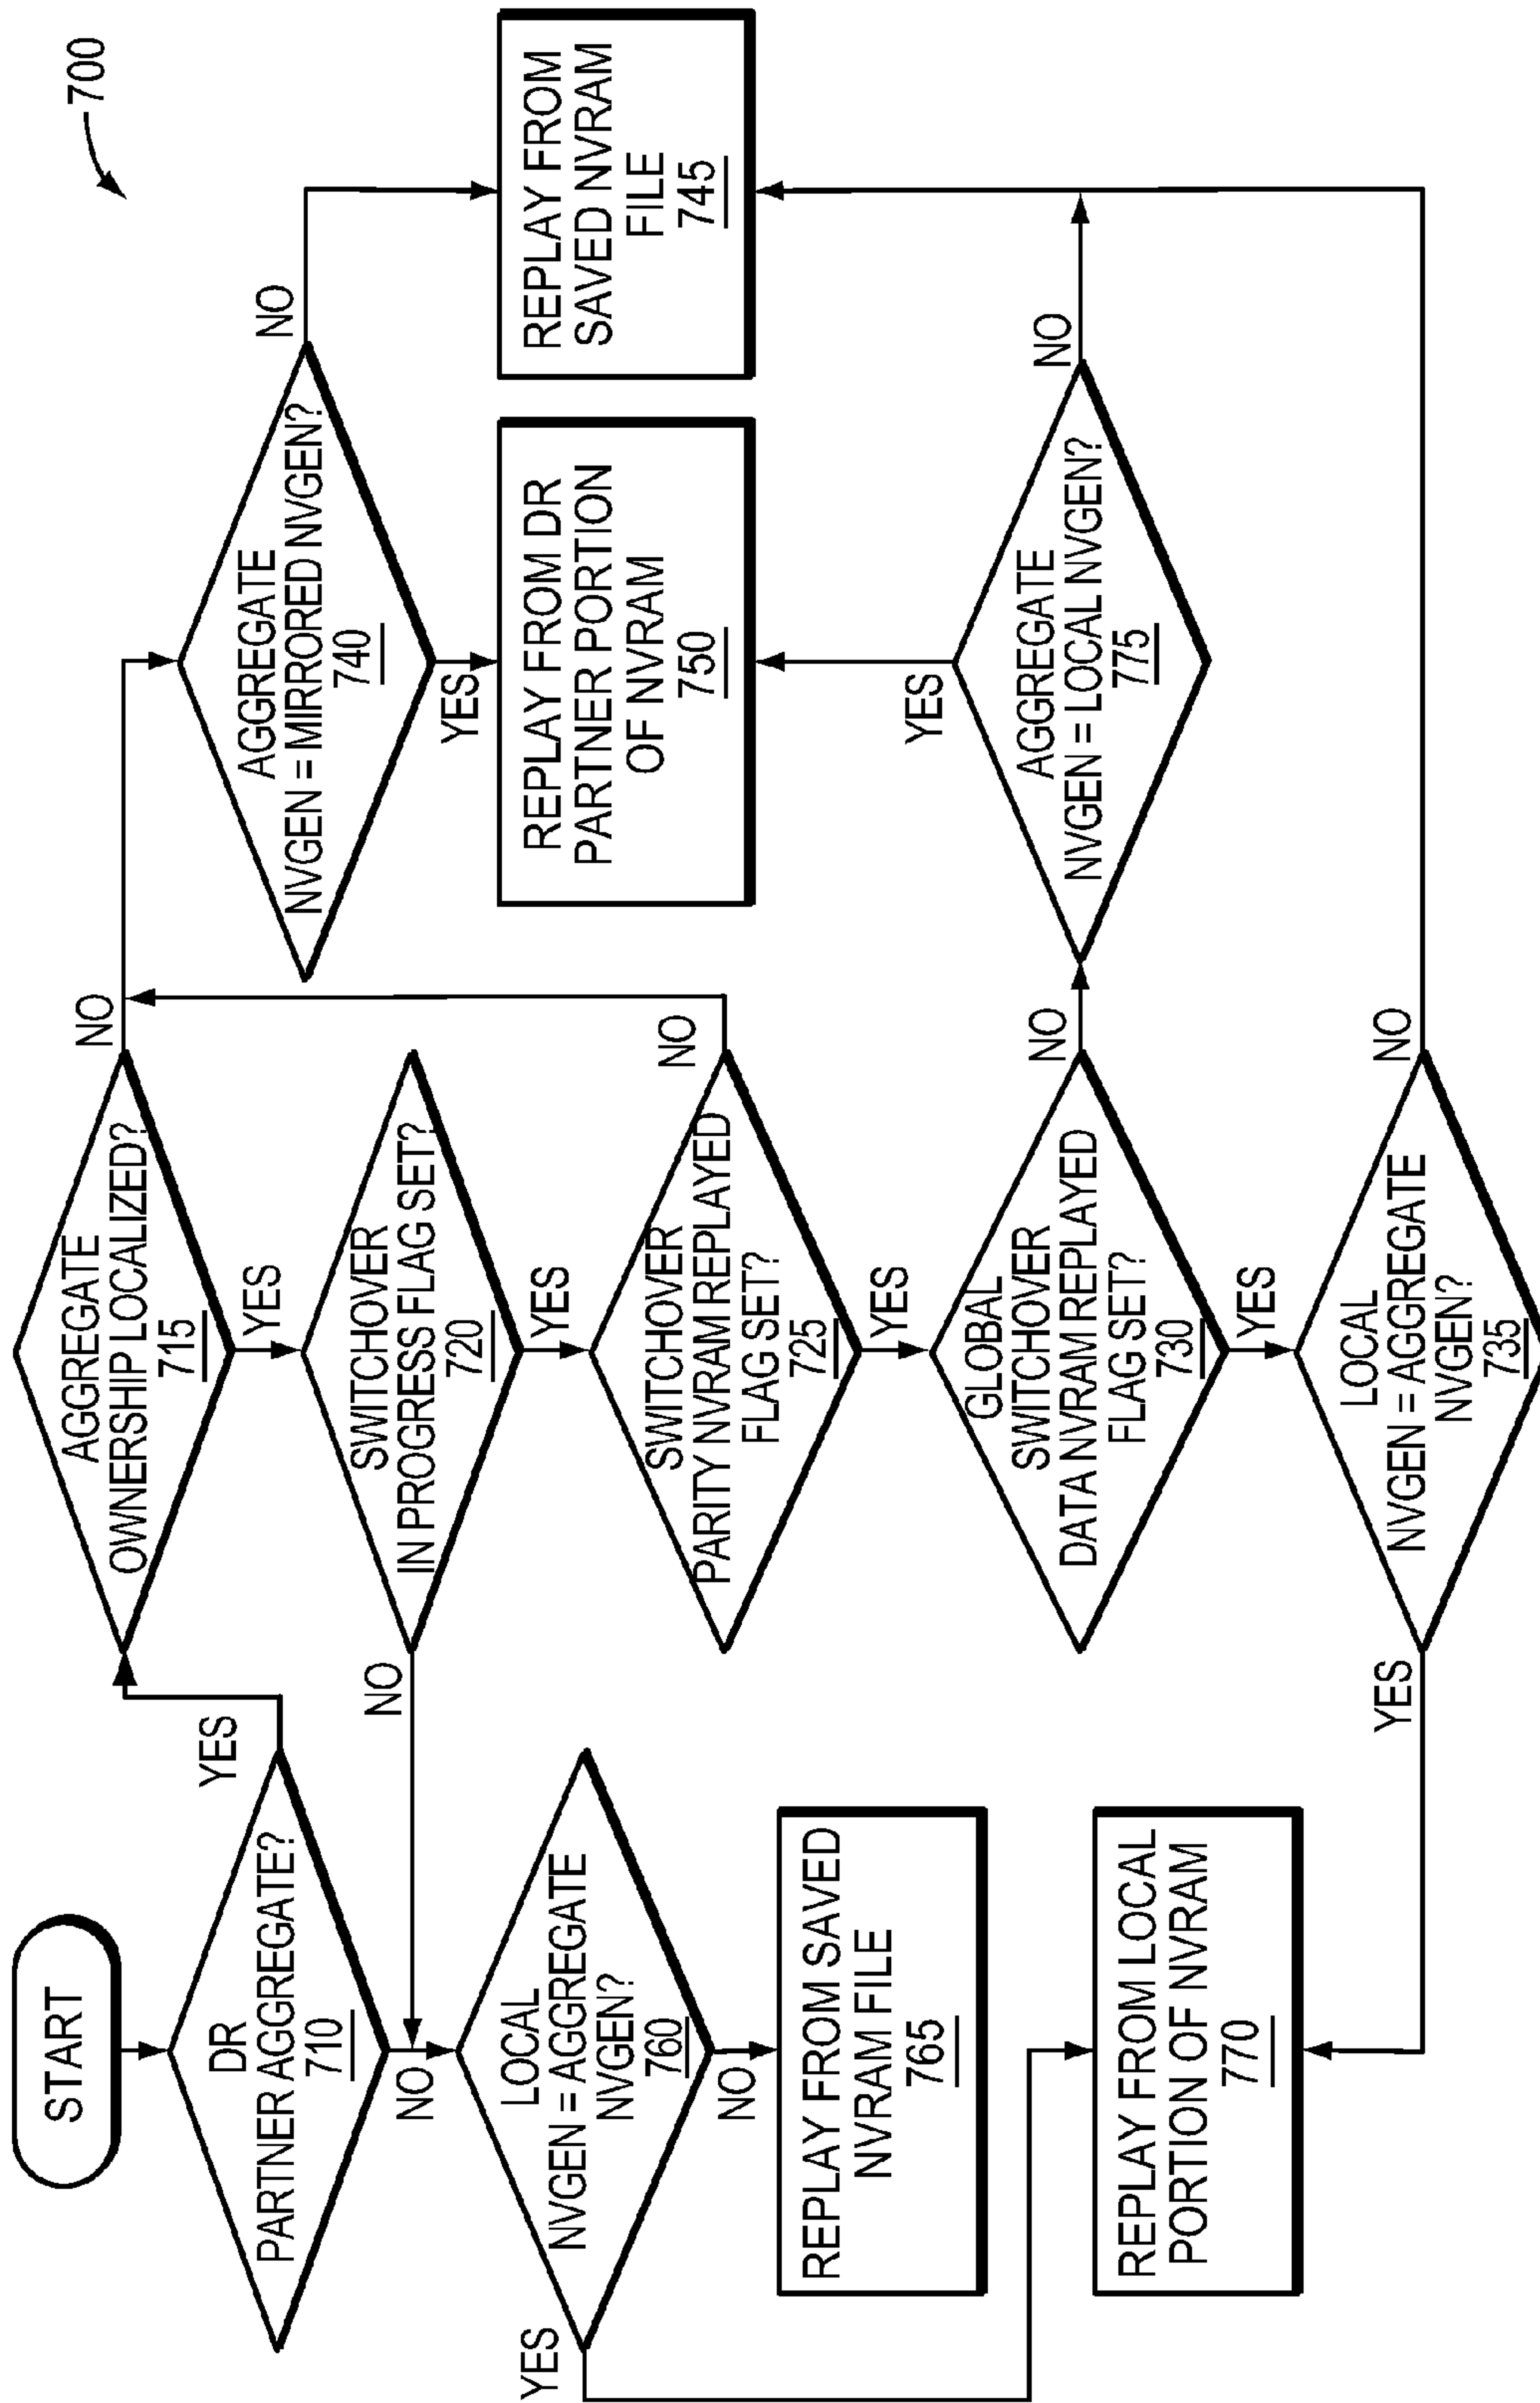 700
START
DR
PARTNER AGGREGATE?
710
YES
NO
AGGREGATE
OWNERSHIP LOCALIZED?
715
NO
YES
SWITCHOVER
IN PROGRESS FLAG SET?
720
NO
YES
SWITCHOVER
PARITY NVRAM REPLAYED
FLAG SET?
725
NO
YES
GLOBAL
SWITCHOVER
DATA NVRAM REPLAYED
FLAG SET?
730
NO
YES
LOCAL
NVGEN = AGGREGATE
NVGEN?
735
YES
NO
AGGREGATE
NVGEN = MIRRORED NVGEN?
740
NO
YES
REPLAY FROM
SAVED NVRAM
FILE
745
REPLAY FROM DR
PARTNER PORTION
OF NVRAM
750
AGGREGATE
NVGEN = LOCAL NVGEN?
775
YES
NO
LOCAL
NVGEN = AGGREGATE
NVGEN?
760
YES
NO
REPLAY FROM SAVED
NVRAM FILE
765
REPLAY FROM LOCAL
PORTION OF NVRAM
770